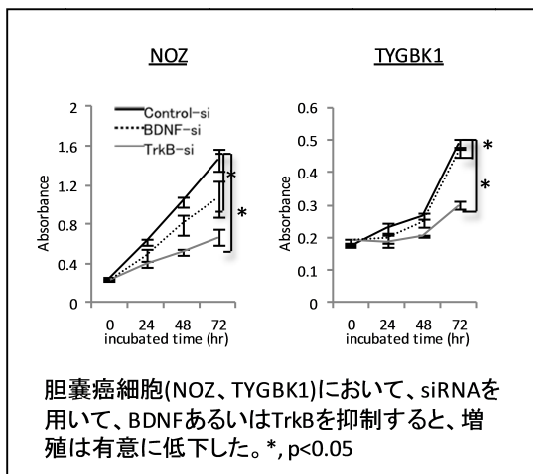 NOZ
TYGBK1
Control-si
BDNF-si
TrkB-si
Absorbance
2
1.6
1.2
0.8
0.4
0
*
*
0 24 48 72
incubated time (hr)
Absorbance
0.6
0.5
0.4
0.3
0.2
0.1
0
*
*
0 24 48 72
incubated time (hr)
胆嚢癌細胞(NOZ、TYGBK1)において、siRNAを
用いて、BDNFあるいはTrkBを抑制すると、増
殖は有意に低下した。*, p<0.05